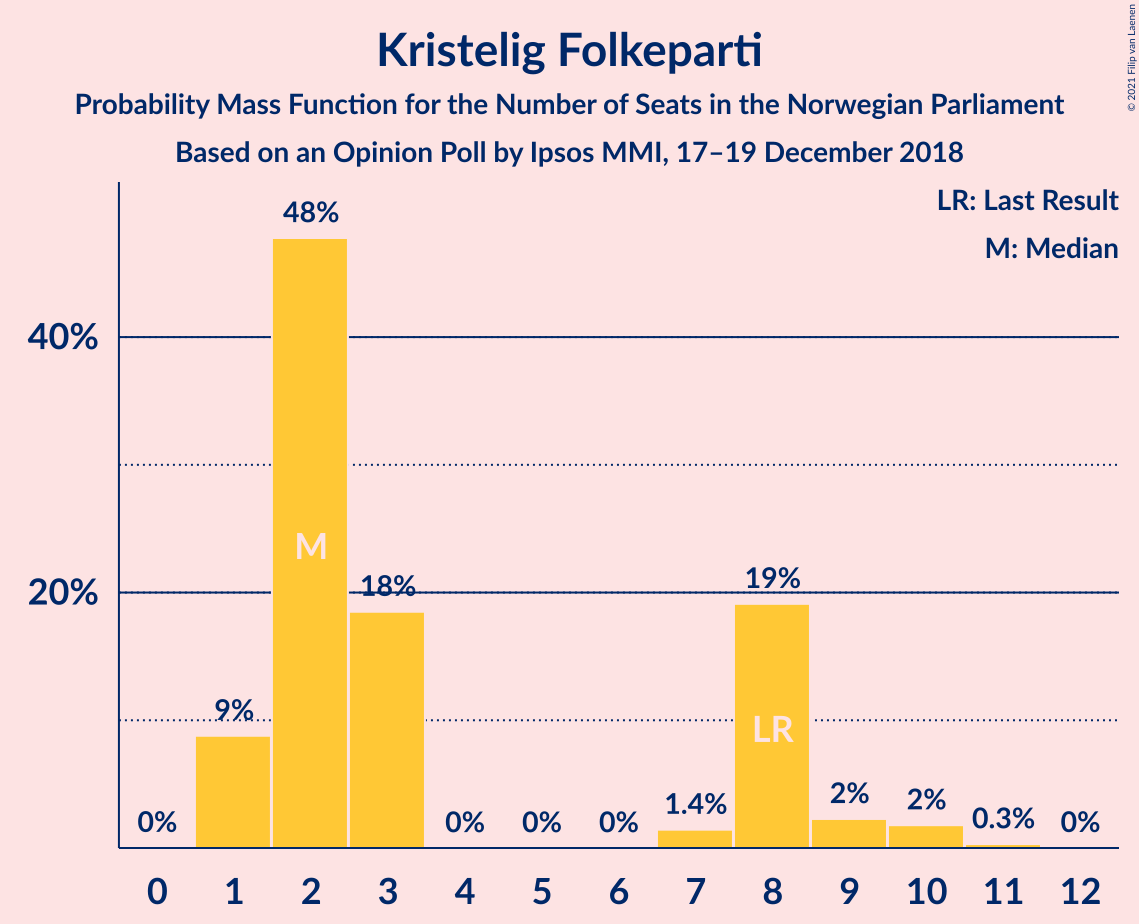 Kristelig Folkeparti
Probability Mass Function for the Number of Seats in the Norwegian Parliament
Based on an Opinion Poll by Ipsos MMI, 17–19 December 2018
© 2021 Filip van Laenen
LR: Last Result
M: Median
48%
40%
M
20%
18%
19%
9%
LR
0%
0%
0%
0%
1.4%
2%
2%
0.3%
0%
0 1 2 3 4 5 6 7 8 9 10 11 12